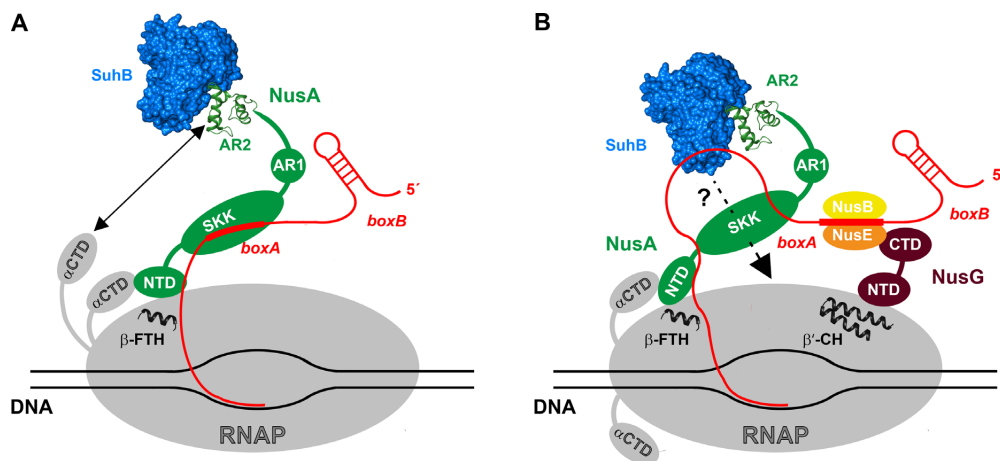 A
SuhB
NusA
AR2
AR1
5´
SKK
boxB
boxA
αCTD
αCTD
NTD
β-FTH
DNA
RNAP
B
AR2
SuhB
AR1
?
5´
SKK
NusB
boxB
boxA
NusE
NusA
CTD
NusG
αCTD
NTD
NTD
β-FTH
β'-CH
DNA
αCTD
RNAP